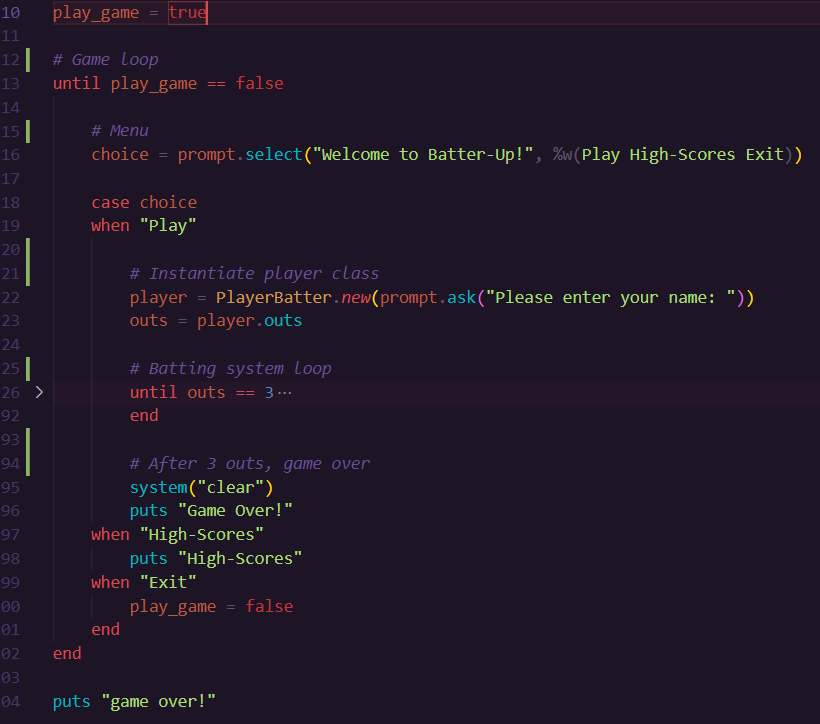 10 play_game = true
11
12 # Game loop
13 until play_game == false
14
15 # Menu
16 choice = prompt.select("Welcome to Batter-Up!", %w(Play High-Scores Exit))
17
18 case choice
19 when "Play"
20
21 # Instantiate player class
22 player = PlayerBatter.new(prompt.ask("Please enter your name: "))
23 outs = player.outs
24
25 # Batting system loop
26 > until outs == 3···
92 end
93
94 # After 3 outs, game over
95 system("clear")
96 puts "Game Over!"
97 when "High-Scores"
98 puts "High-Scores"
99 when "Exit"
00 play_game = false
01 end
02 end
03
04 puts "game over!"